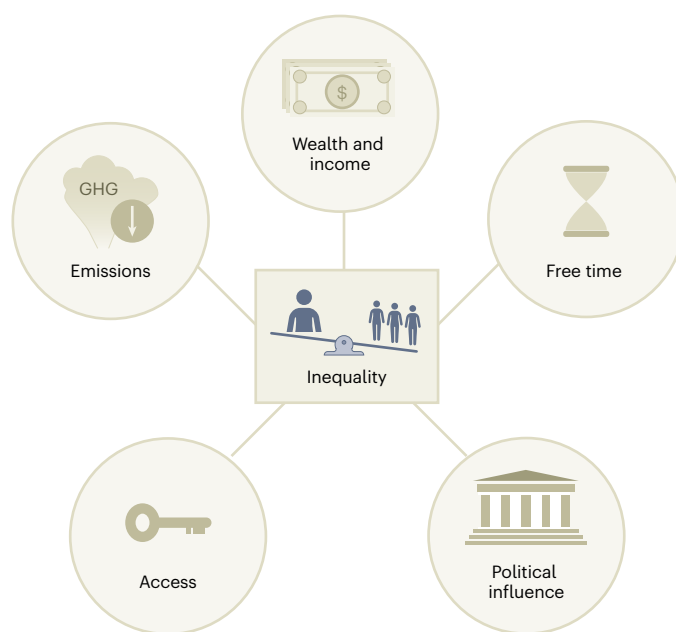 $
Wealth and
income
GHG
Emissions
Free time
Inequality
Access
Political
influence